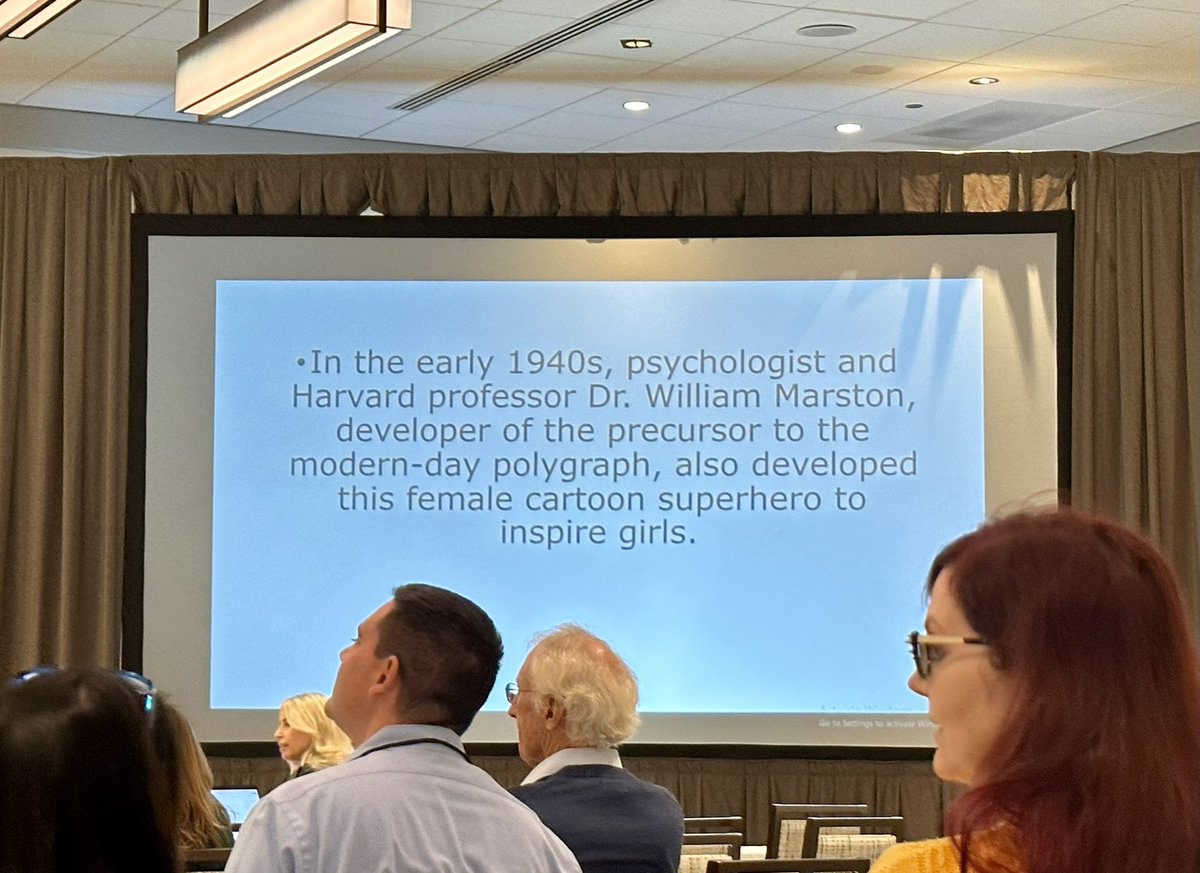 •In the early 1940s, psychologist and
Harvard professor Dr. William Marston,
developer of the precursor to the
modern-day polygraph, also developed
this female cartoon superhero to
inspire girls.
Activate Windows
Go to Settings to activate